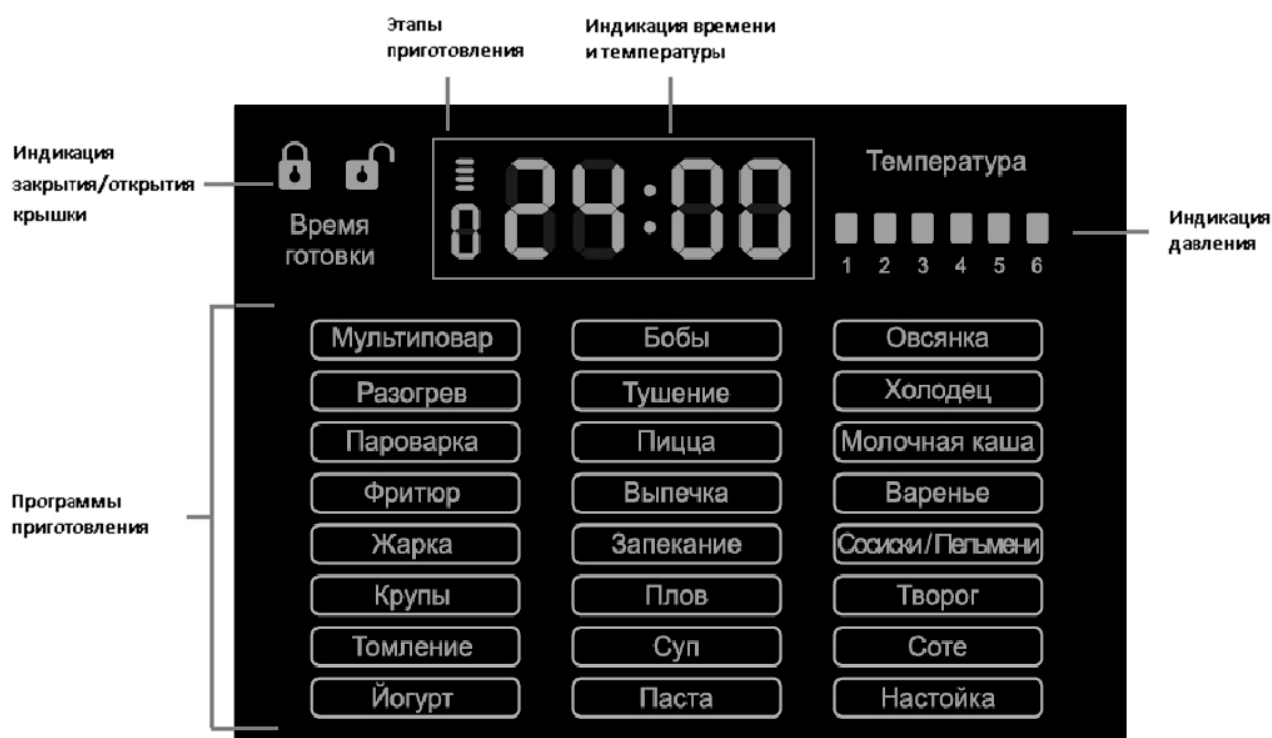 Этапы
приготовления
Индикация времени
и температуры
Индикация
закрытия/открытия
крышки
Время
готовки
0 24:00
Температура
1 2 3 4 5 6
Индикация
давления
Программы
приготовления
Мультиповар Бобы Овсянка
Разогрев Тушение Холодец
Пароварка Пицца Молочная каша
Фритюр Выпечка Варенье
Жарка Запекание Сосиски/Пельмени
Крупы Плов Творог
Томление Суп Соте
Йогурт Паста Настойка